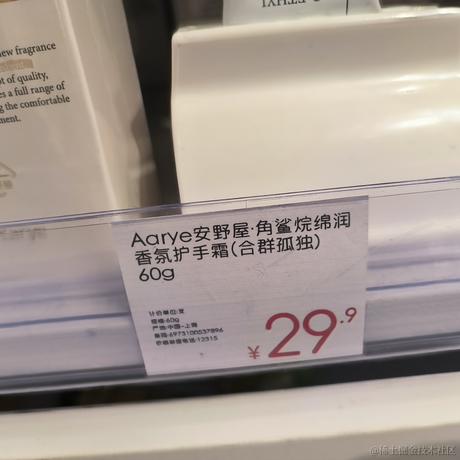 new fragrance
t of quality,
es a full range of
g the comfortable
ment.
Aarye安野屋·角鲨烷绵润
香氛护手霜(合群孤独)
60g
计价单位:支
规格:60g
产地:中国-上海
条码:6973100537896
价格举报电话:12315
¥29.9
@稀土掘金技术社区